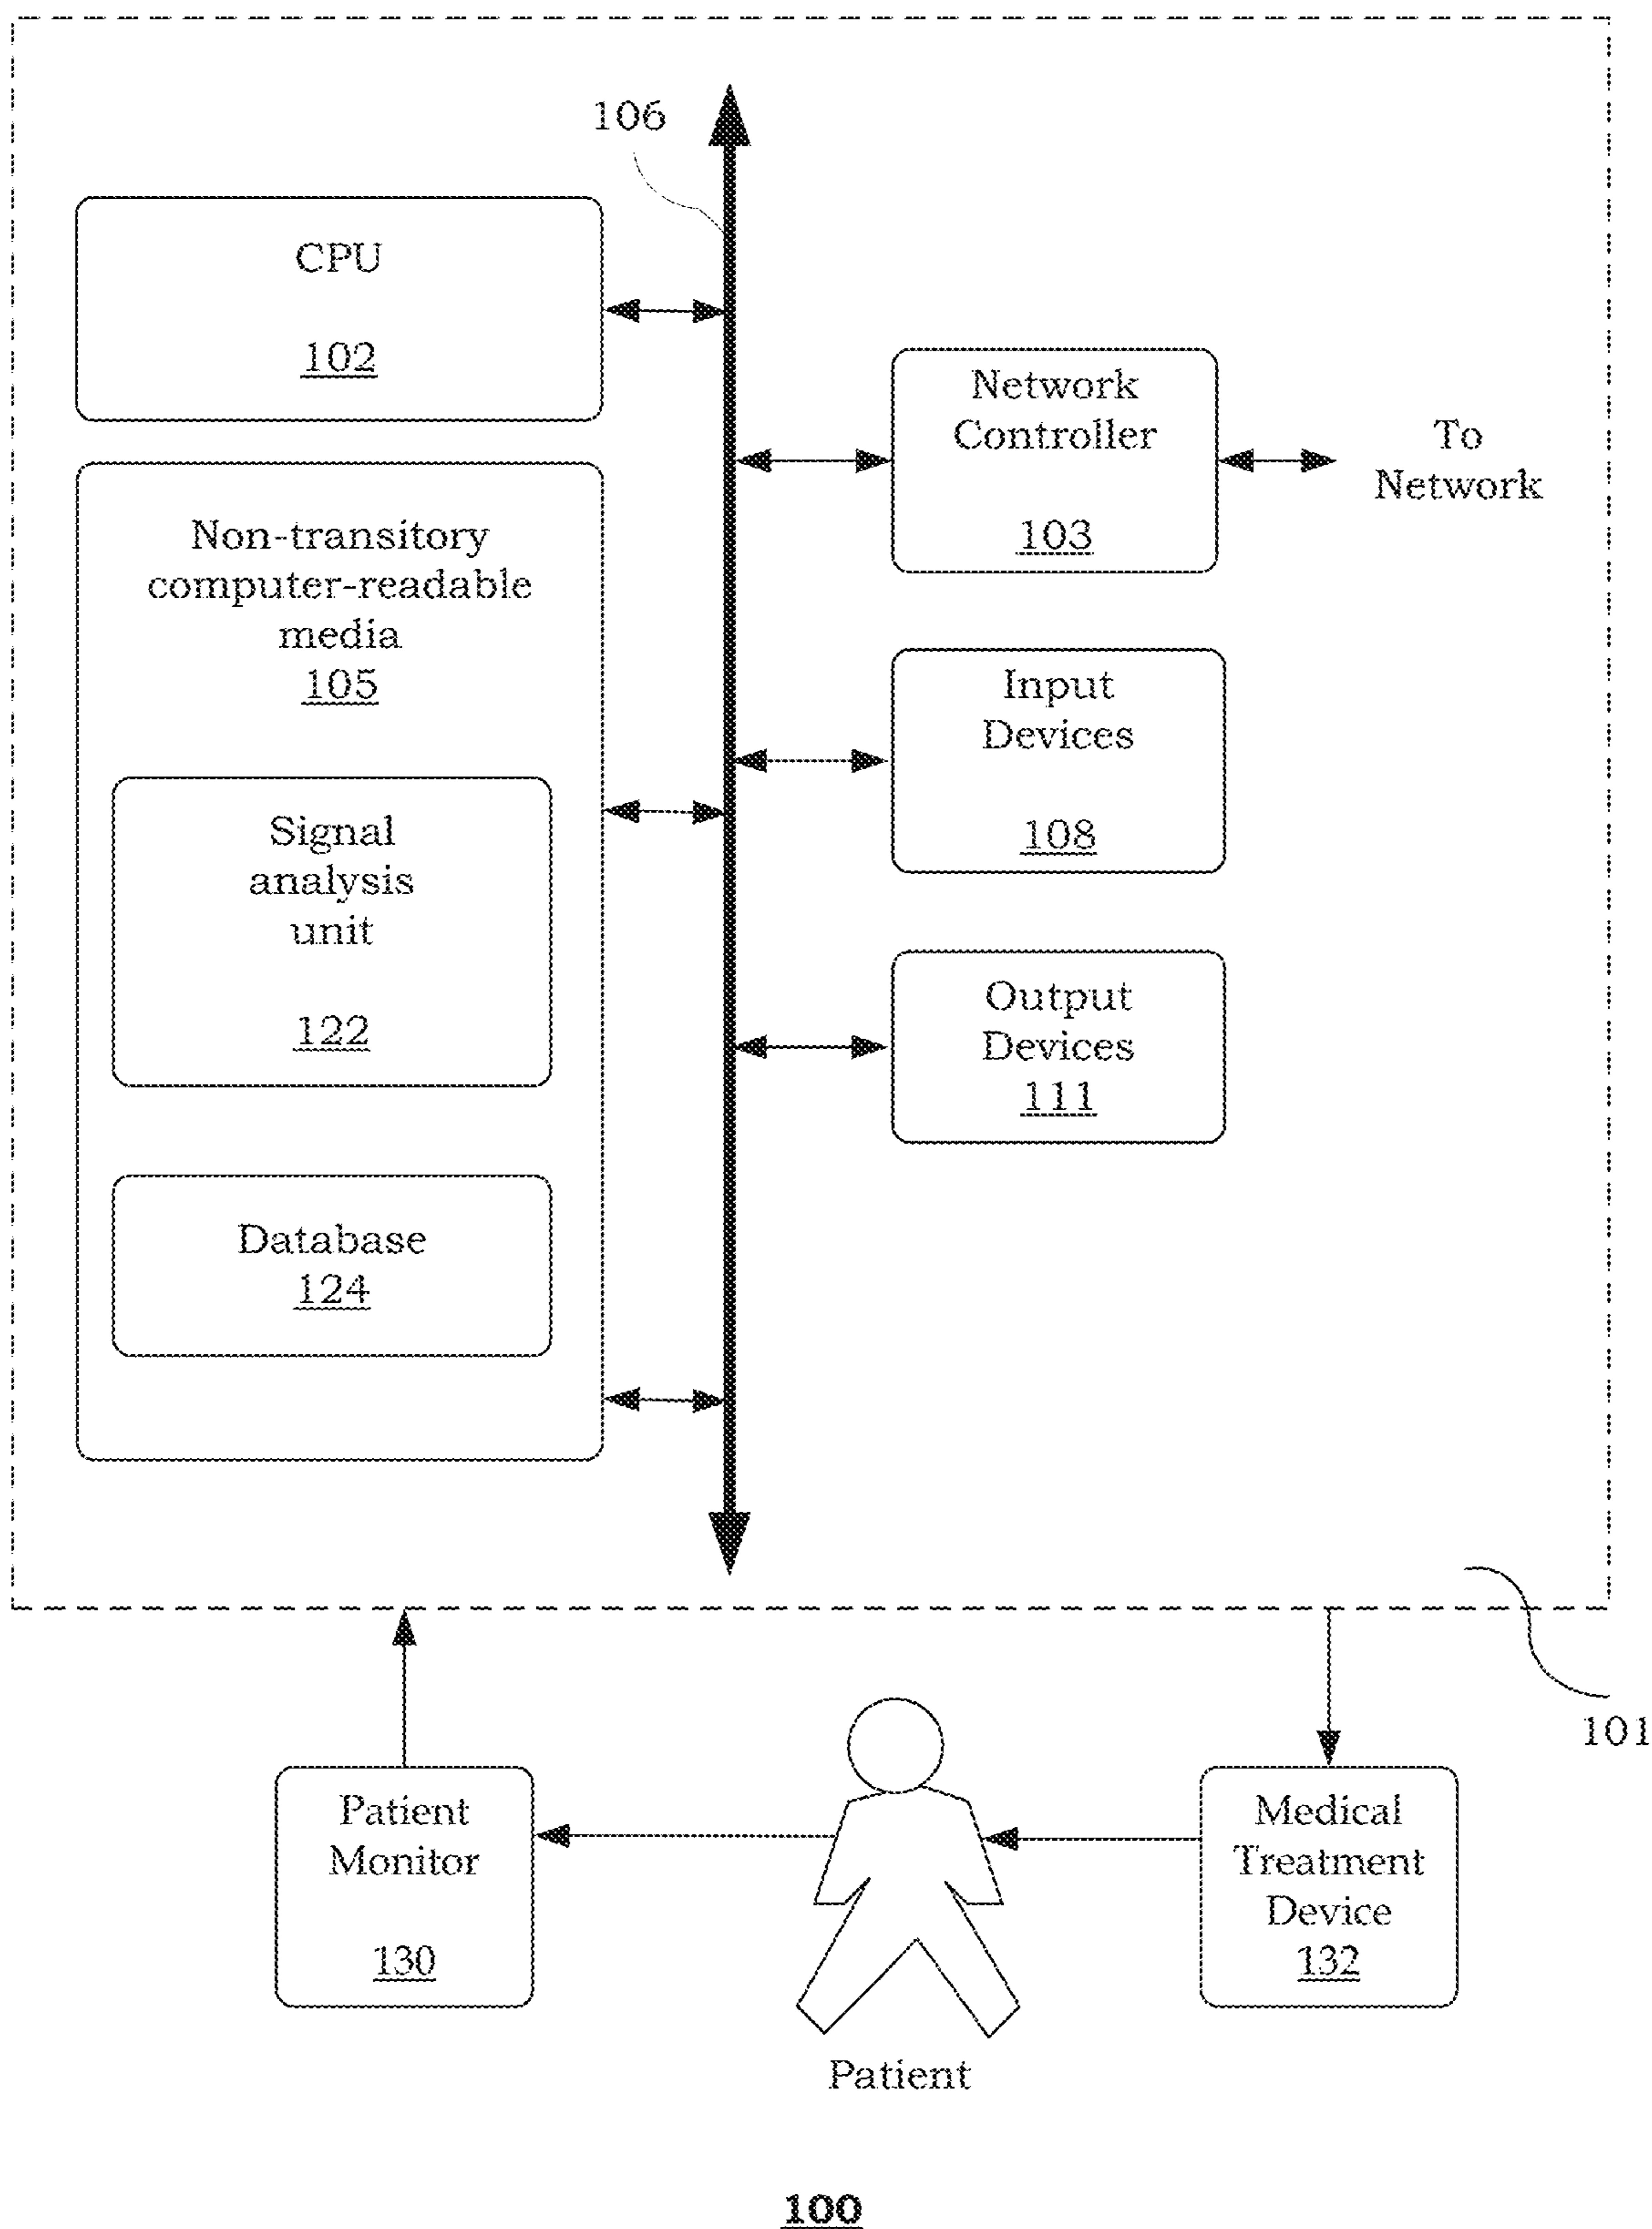 106
CPU
102
Network
Controller
103
To
Network
Non-transitory
computer-readable
media
105
Input
Devices
108
Signal
analysis
unit
122
Output
Devices
111
Database
124
101
Patient
Monitor
130
Medical
Treatment
Device
132
Patient
100